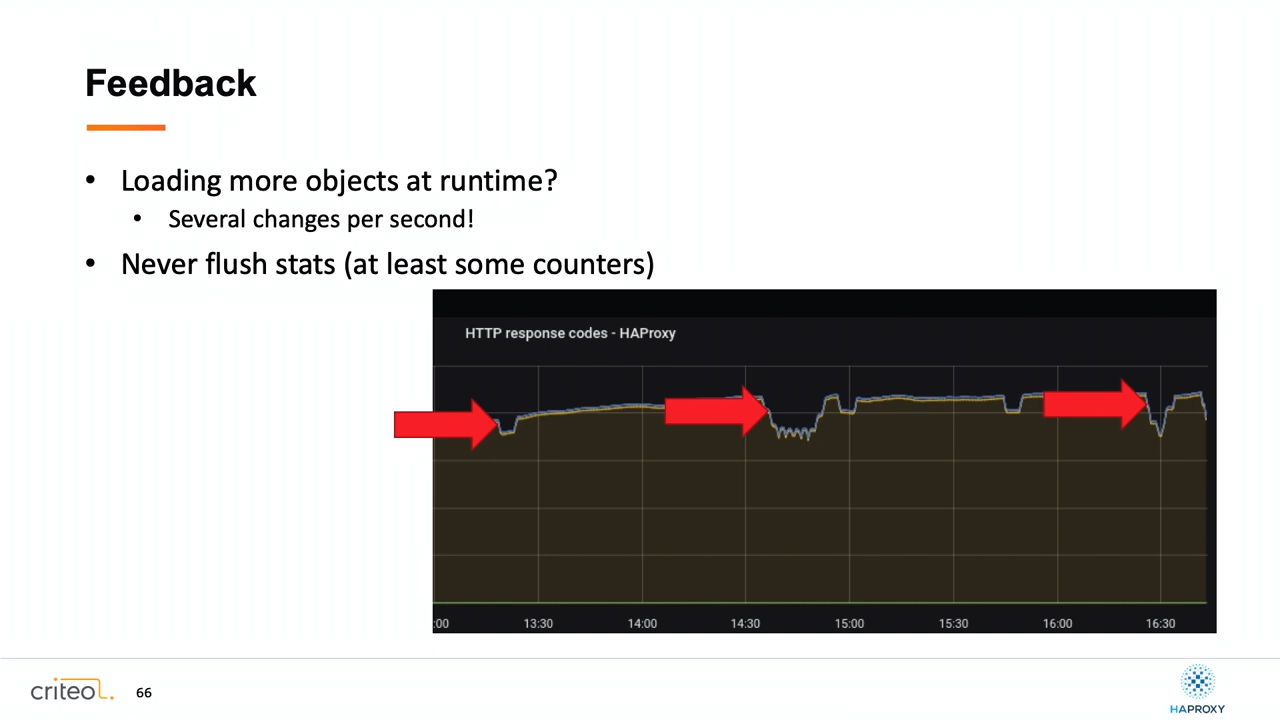 Feedback
• Loading more objects at runtime?
• Several changes per second!
• Never flush stats (at least some counters)
HTTP response codes - HAProxy
:00 13:30 14:00 14:30 15:00 15:30 16:00 16:30
criteo 66
HAPROXY